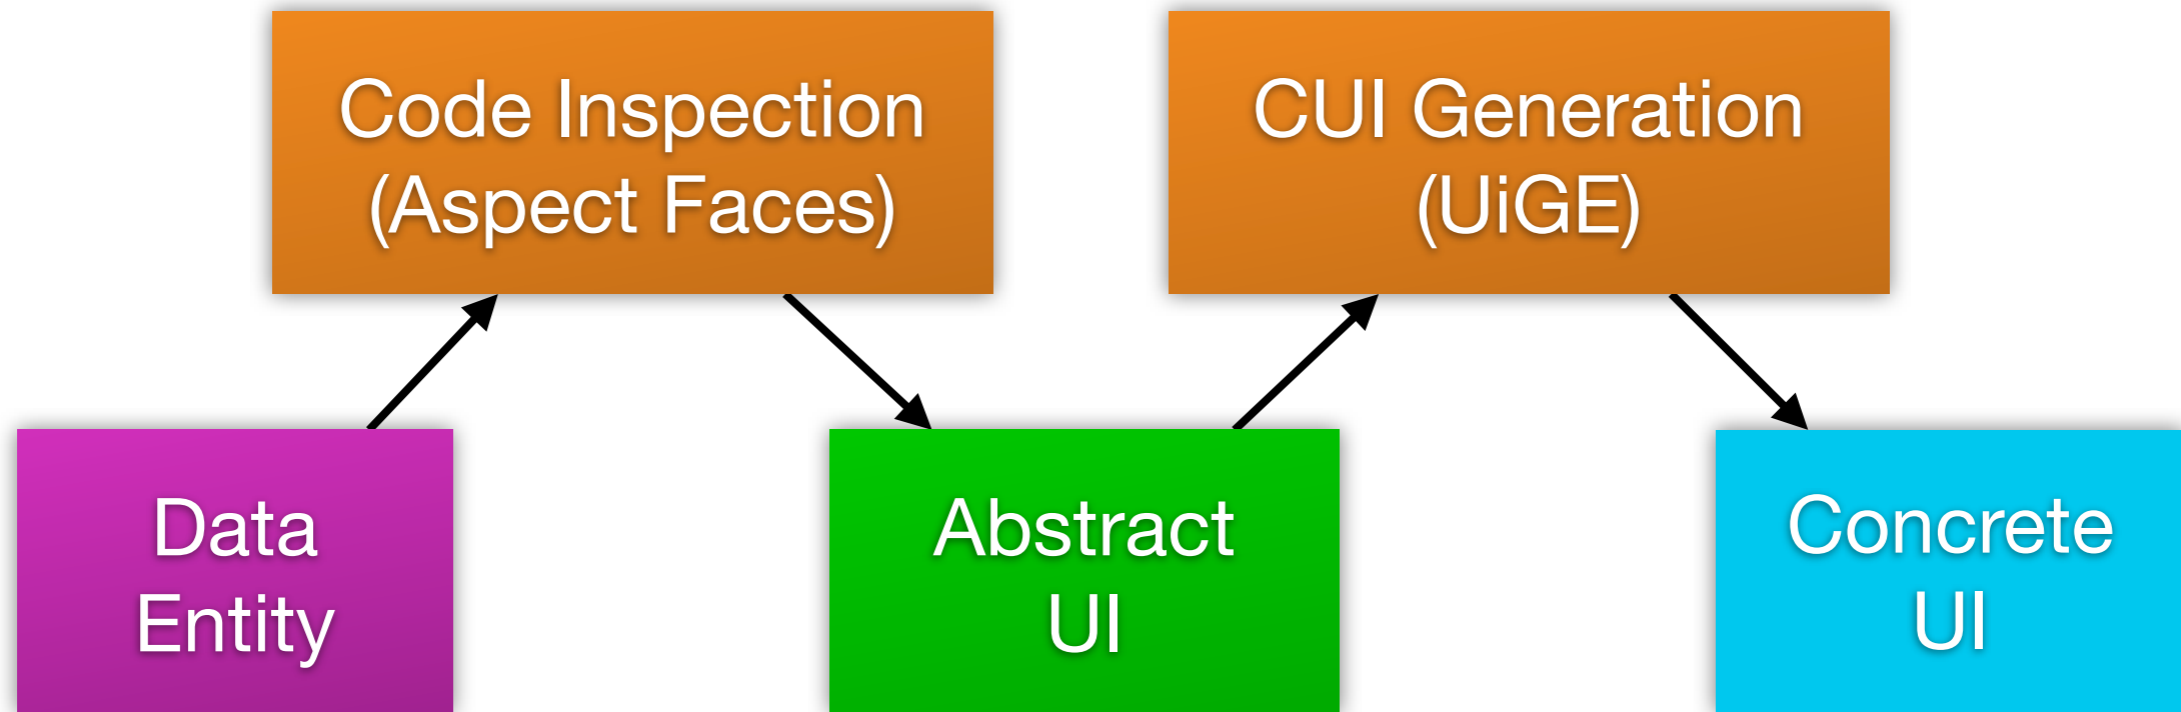 Code Inspection
(Aspect Faces)
CUI Generation
(UiGE)
Data
Entity
Abstract
UI
Concrete
UI